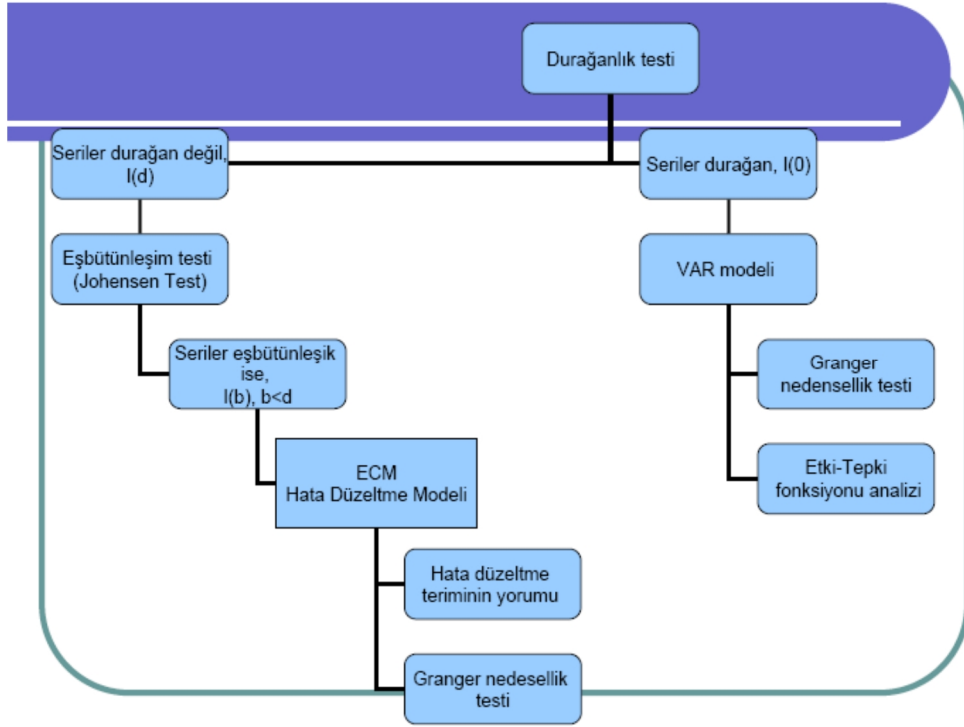 Durağanlık testi
Seriler durağan değil,
I(d)
Seriler durağan, I(0)
Eşbütünleşim testi
(Johensen Test)
VAR modeli
Seriler eşbütünleşik
ise,
I(b), b<d
Granger
nedensellik testi
ECM
Hata Düzeltme Modeli
Etki-Tepki
fonksiyonu analizi
Hata düzeltme
teriminin yorumu
Granger nedesellik
testi